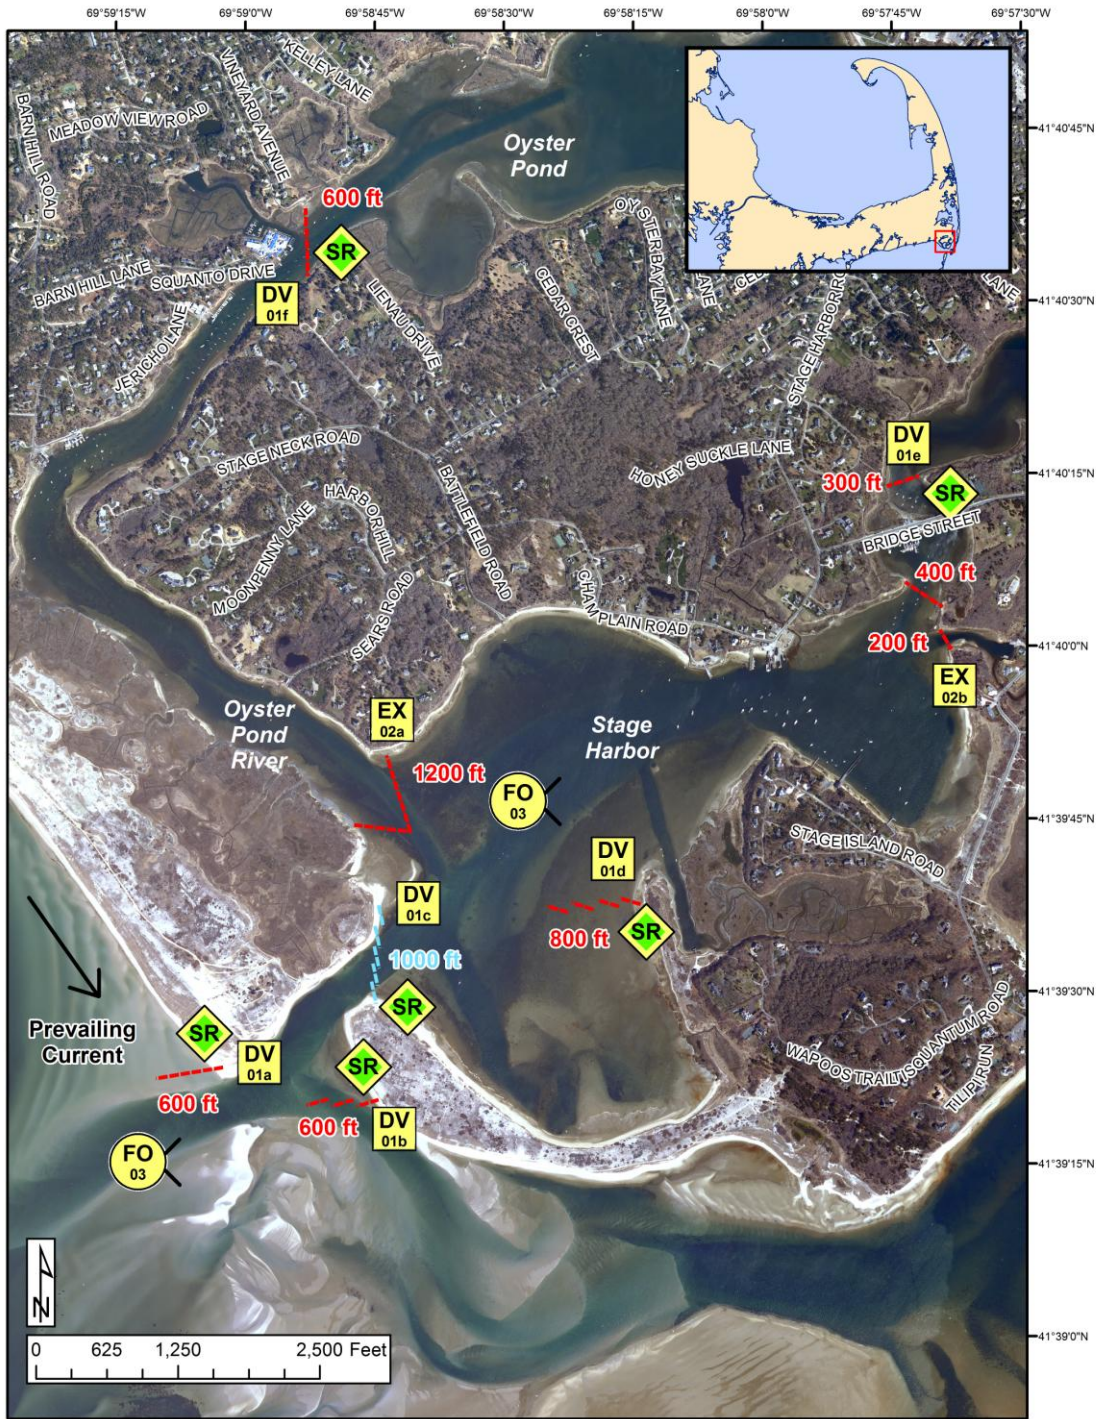 69°59'15"W
69°59'0"W
69°58'45"W
69°58'30"W
69°58'15"W
69°58'0"W
69°57'45"W
69°57'30"W
41°40'45"N
41°40'30"N
41°40'15"N
41°40'0"N
41°39'45"N
41°39'30"N
41°39'15"N
41°39'0"N
KELLEY LANE
VINEYARD AVENUE
MEADOW VIEW ROAD
BARN HILL ROAD
Oyster
Pond
600 ft
SR
OYSTER BAY LANE
LANE
LANE
BARN HILL LANE
SQUANTO DRIVE
DV
01f
LIENAU DRIVE
CEDAR CREST
JERICHO LANE
STAGE HARBOR
STAGE NECK ROAD
BATTLEFIELD ROAD
HONEY SUCKLE LANE
DV
01e
300 ft
SR
BRIDGE STREET
HARBOR HILL
MOONPENNY LANE
SEARS ROAD
CHAMPLAIN ROAD
400 ft
200 ft
EX
02b
Oyster
Pond
River
EX
02a
Stage
Harbor
1200 ft
FO
03
STAGE ISLAND ROAD
DV
01d
DV
01c
800 ft
SR
1000 ft
SR
Prevailing
Current
SR
DV
01a
600 ft
SR
600 ft
DV
01b
WAPOOS TRAIL
TISQUANTUM ROAD
TILIPI RUN
FO
03
N
0
625
1,250
2,500 Feet